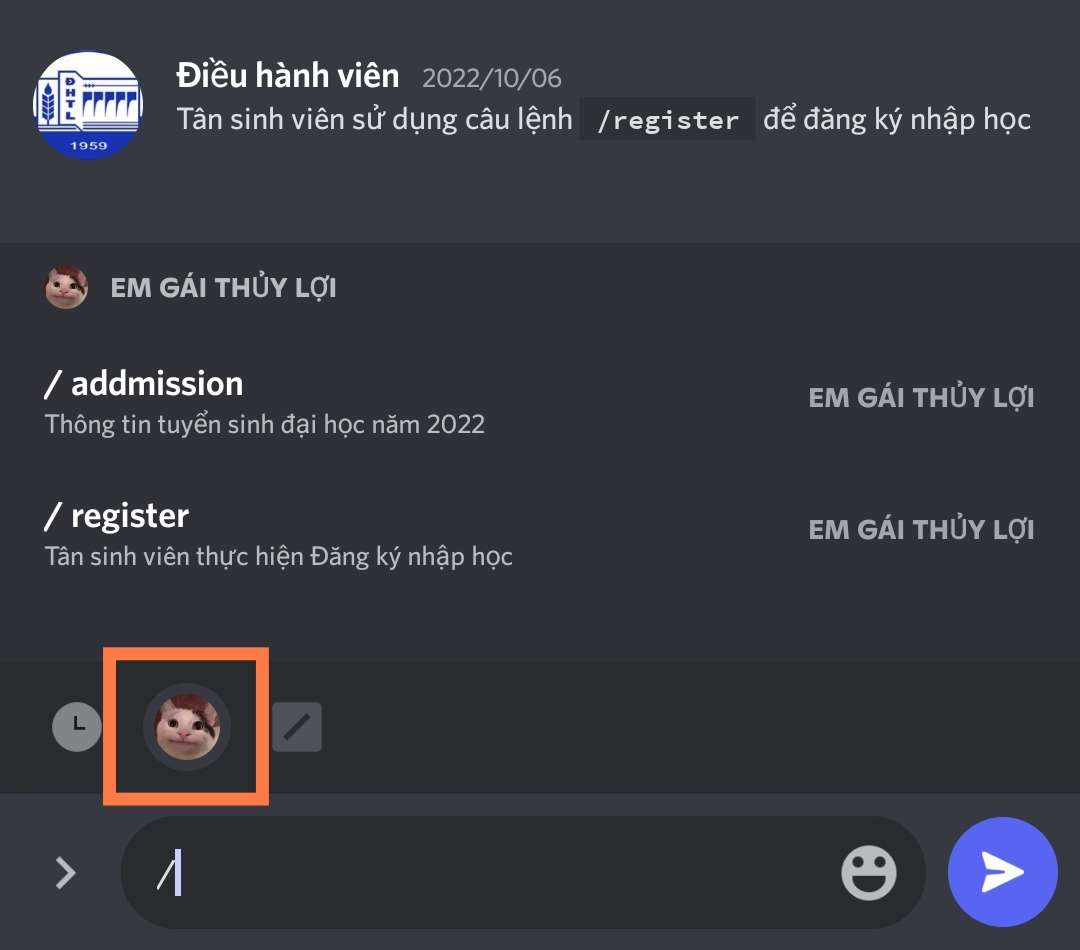 Điều hành viên 2022/10/06
Tân sinh viên sử dụng câu lệnh /register để đăng ký nhập học
ĐHTL
1959
EM GÁI THỦY LỢI
/ addmission
Thông tin tuyển sinh đại học năm 2022
EM GÁI THỦY LỢI
/ register
Tân sinh viên thực hiện Đăng ký nhập học
EM GÁI THỦY LỢI
/